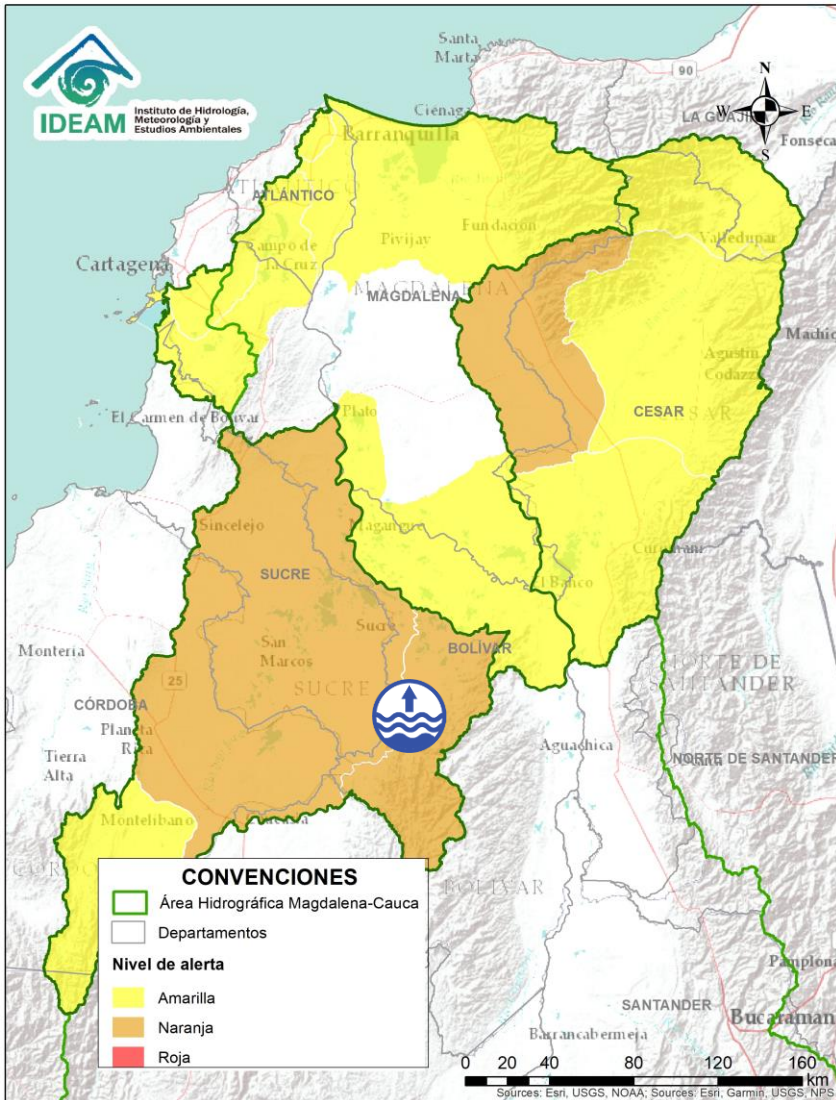 IDEAM
Instituto de Hidrología,
Meteorología y
Estudios Ambientales
Santa
Marta
90
N
W
E
S
LA GUAJI
Ciénaga
Barranquilla
Fonseca
ATLÁNTICO
Valledupar
Fundación
Pivijay
Campo de
la Cruz
Cartagena
MAGDALENA
Agustín
Codazzi
El Carmen de Bolívar
Plato
CESAR
Sincelejo
Magangué
SUCRE
El Banco
Sucre
San
Marcos
BOLÍVAR
NORTE DE
SANTANDER
Montería
25
SUCRE
CÓRDOBA
Planeta
Rica
Tierra
Alta
Aguachica
NORTE DE SANTANDER
Montelibano
BOLÍVAR
CONVENCIONES
Área Hidrográfica Magdalena-Cauca
Departamentos
Nivel de alerta
Amarilla
Naranja
Roja
Pamplona
SANTANDER
Bucaraman
Barrancabermeja
0 20 40 80 120 160
km
Sources: Esri, USGS, NOAA; Sources: Esri, Garmin, USGS, NPS